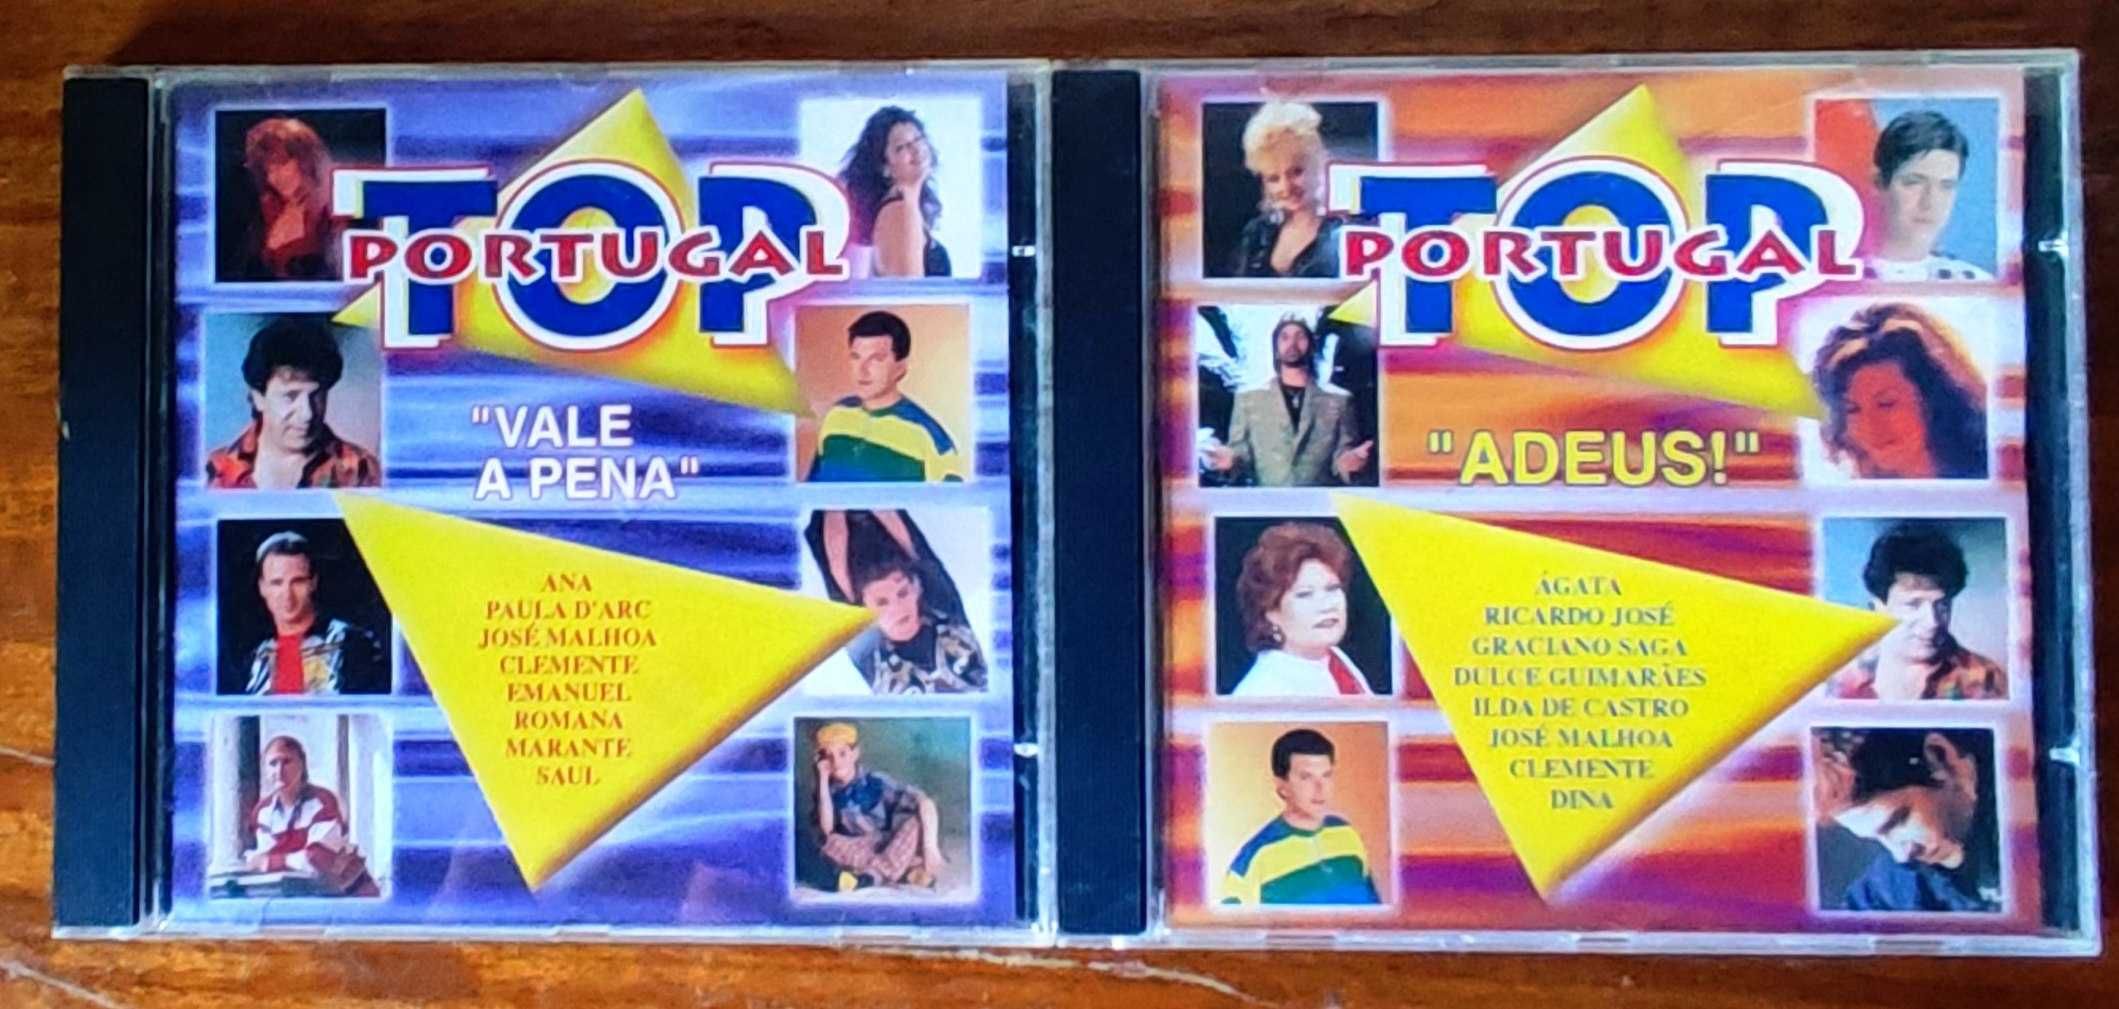 TOP
PORTUGAL
"VALE
A PENA"
ANA
PAULA D'ARC
JOSÉ MALHOA
CLEMENTE
EMANUEL
ROMANA
MARANTE
SAUL
TOP
PORTUGAL
"ADEUS!"
ÁGATA
RICARDO JOSÉ
GRACIANO SAGA
DULCE GUIMARÃES
ILDA DE CASTRO
JOSÉ MALHOA
CLEMENTE
DINA